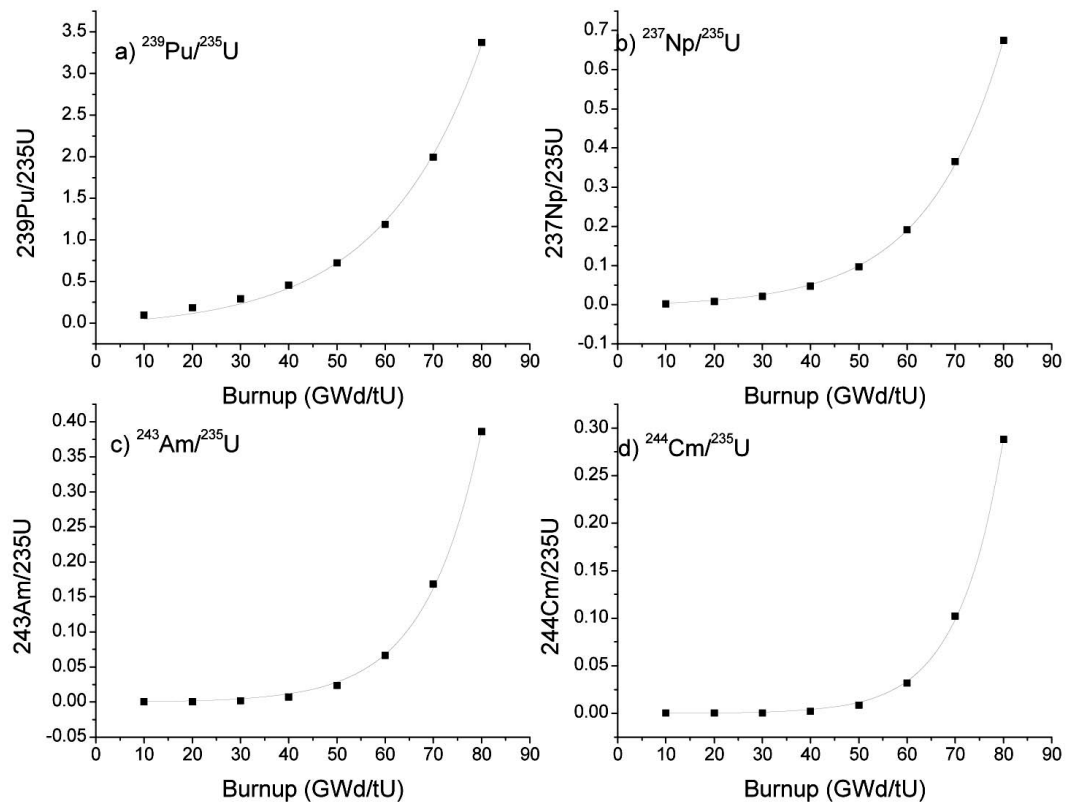 a) ²³⁹Pu/²³⁵U
239Pu/235U
3.5
3.0
2.5
2.0
1.5
1.0
0.5
0.0
0 10 20 30 40 50 60 70 80 90
Burnup (GWd/tU)
b) ²³⁷Np/²³⁵U
237Np/235U
0.7
0.6
0.5
0.4
0.3
0.2
0.1
0.0
-0.1
0 10 20 30 40 50 60 70 80 90
Burnup (GWd/tU)
c) ²⁴³Am/²³⁵U
243Am/235U
0.40
0.35
0.30
0.25
0.20
0.15
0.10
0.05
0.00
-0.05
0 10 20 30 40 50 60 70 80 90
Burnup (GWd/tU)
d) ²⁴⁴Cm/²³⁵U
244Cm/235U
0.30
0.25
0.20
0.15
0.10
0.05
0.00
0 10 20 30 40 50 60 70 80 90
Burnup (GWd/tU)